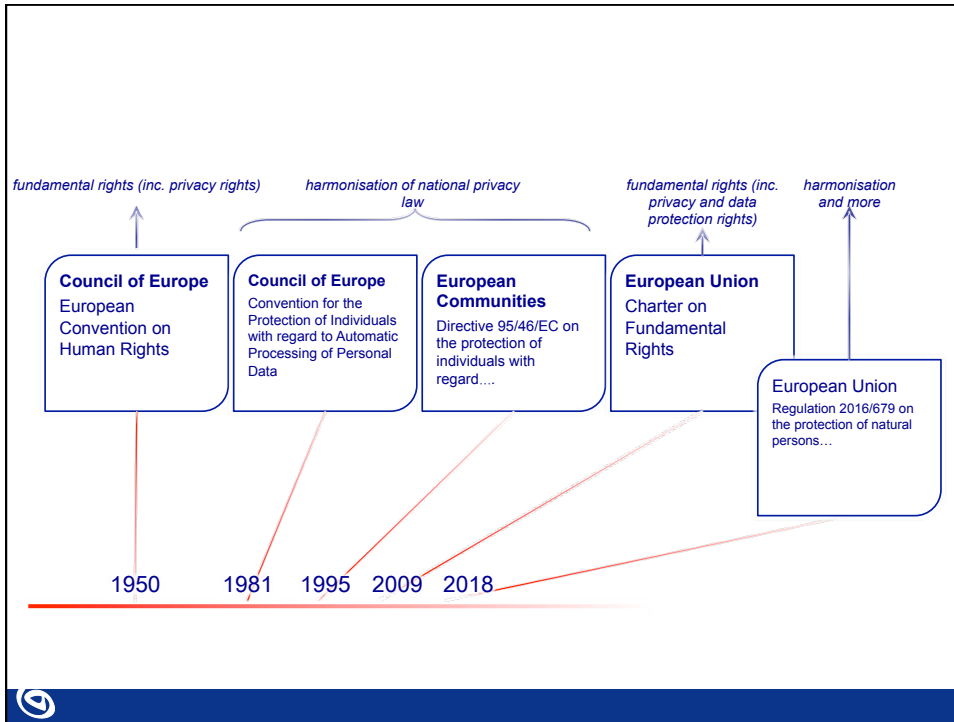 fundamental rights (inc. privacy rights)
harmonisation of national privacy
law
fundamental rights (inc.
privacy and data
protection rights)
harmonisation
and more
Council of Europe
European
Convention on
Human Rights
Council of Europe
Convention for the
Protection of Individuals
with regard to Automatic
Processing of Personal
Data
European
Communities
Directive 95/46/EC on
the protection of
individuals with
regard....
European Union
Charter on
Fundamental
Rights
European Union
Regulation 2016/679 on
the protection of natural
persons…
1950
1981
1995
2009
2018